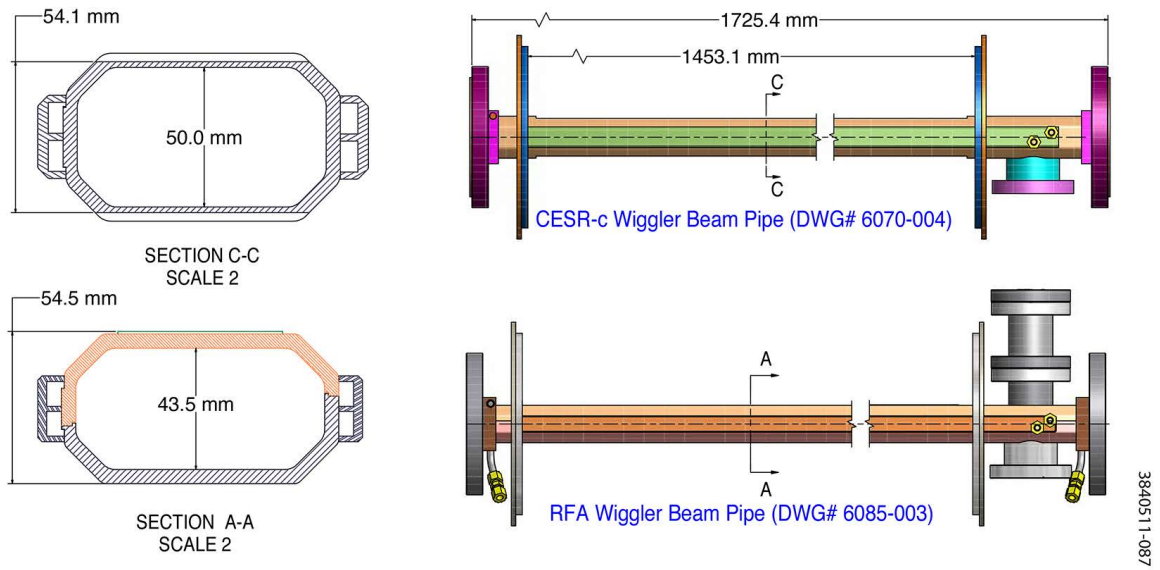 54.1 mm
50.0 mm
SECTION C-C
SCALE 2
1725.4 mm
1453.1 mm
C
C
CESR-c Wiggler Beam Pipe (DWG# 6070-004)
54.5 mm
43.5 mm
SECTION A-A
SCALE 2
A
A
RFA Wiggler Beam Pipe (DWG# 6085-003)
3840511-087